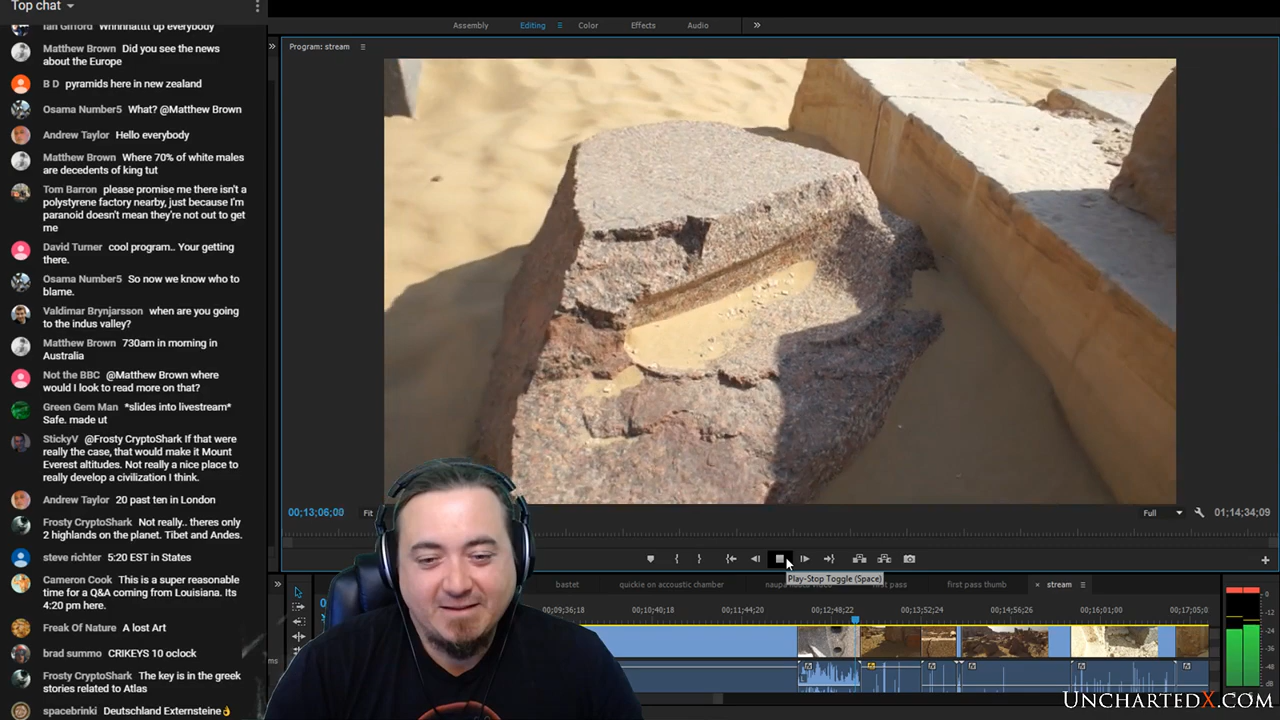 Top chat
Ian Gifford
up everybody
Matthew Brown Did you see the news
about the Europe
B D pyramids here in new zealand
Osama Number5 What? @Matthew Brown
Andrew Taylor Hello everybody
Matthew Brown Where 70% of white males
are decedents of king tut
Tom Barron please promise me there isn't a
polystyrene factory nearby, just because I'm
paranoid doesn't mean they're not out to get
me
David Turner cool program.. Your getting
there.
Osama Number5 So now we know who to
blame.
Valdimar Brynjarsson when are you going
to the indus valley?
Matthew Brown 730am in morning in
Australia
Not the BBC @Matthew Brown where
would I look to read more on that?
Green Gem Man *slides into livestream*
Safe. made ut
StickyV @Frosty CryptoShark If that were
really the case, that would make it Mount
Everest altitudes. Not really a nice place to
really develop a civilization I think.
Andrew Taylor 20 past ten in London
Frosty CryptoShark Not really.. theres only
2 highlands on the planet. Tibet and Andes.
steve richter 5:20 EST in States
Cameron Cook This is a super reasonable
time for a Q&A coming from Louisiana. Its
4:20 pm here.
Freak Of Nature A lost Art
brad summo CRIKEYS 10 oclock
Frosty CryptoShark The key is in the greek
stories related to Atlas
spacebrinki Deutschland Externsteine👌
Assembly Editing Color Effects Audio
Program: stream
00;13;06;00 Fit Full 01;14;34;09
Play-Stop Toggle (Space)
bastet quickie on accoustic chamber pass first pass thumb × stream
00;09;36;18 00;10;40;18 00;11;44;20 00;12;48;22 00;13;52;24 00;14;56;26 00;16;01;00 00;17;05;0
UNCHARTEDX.COM